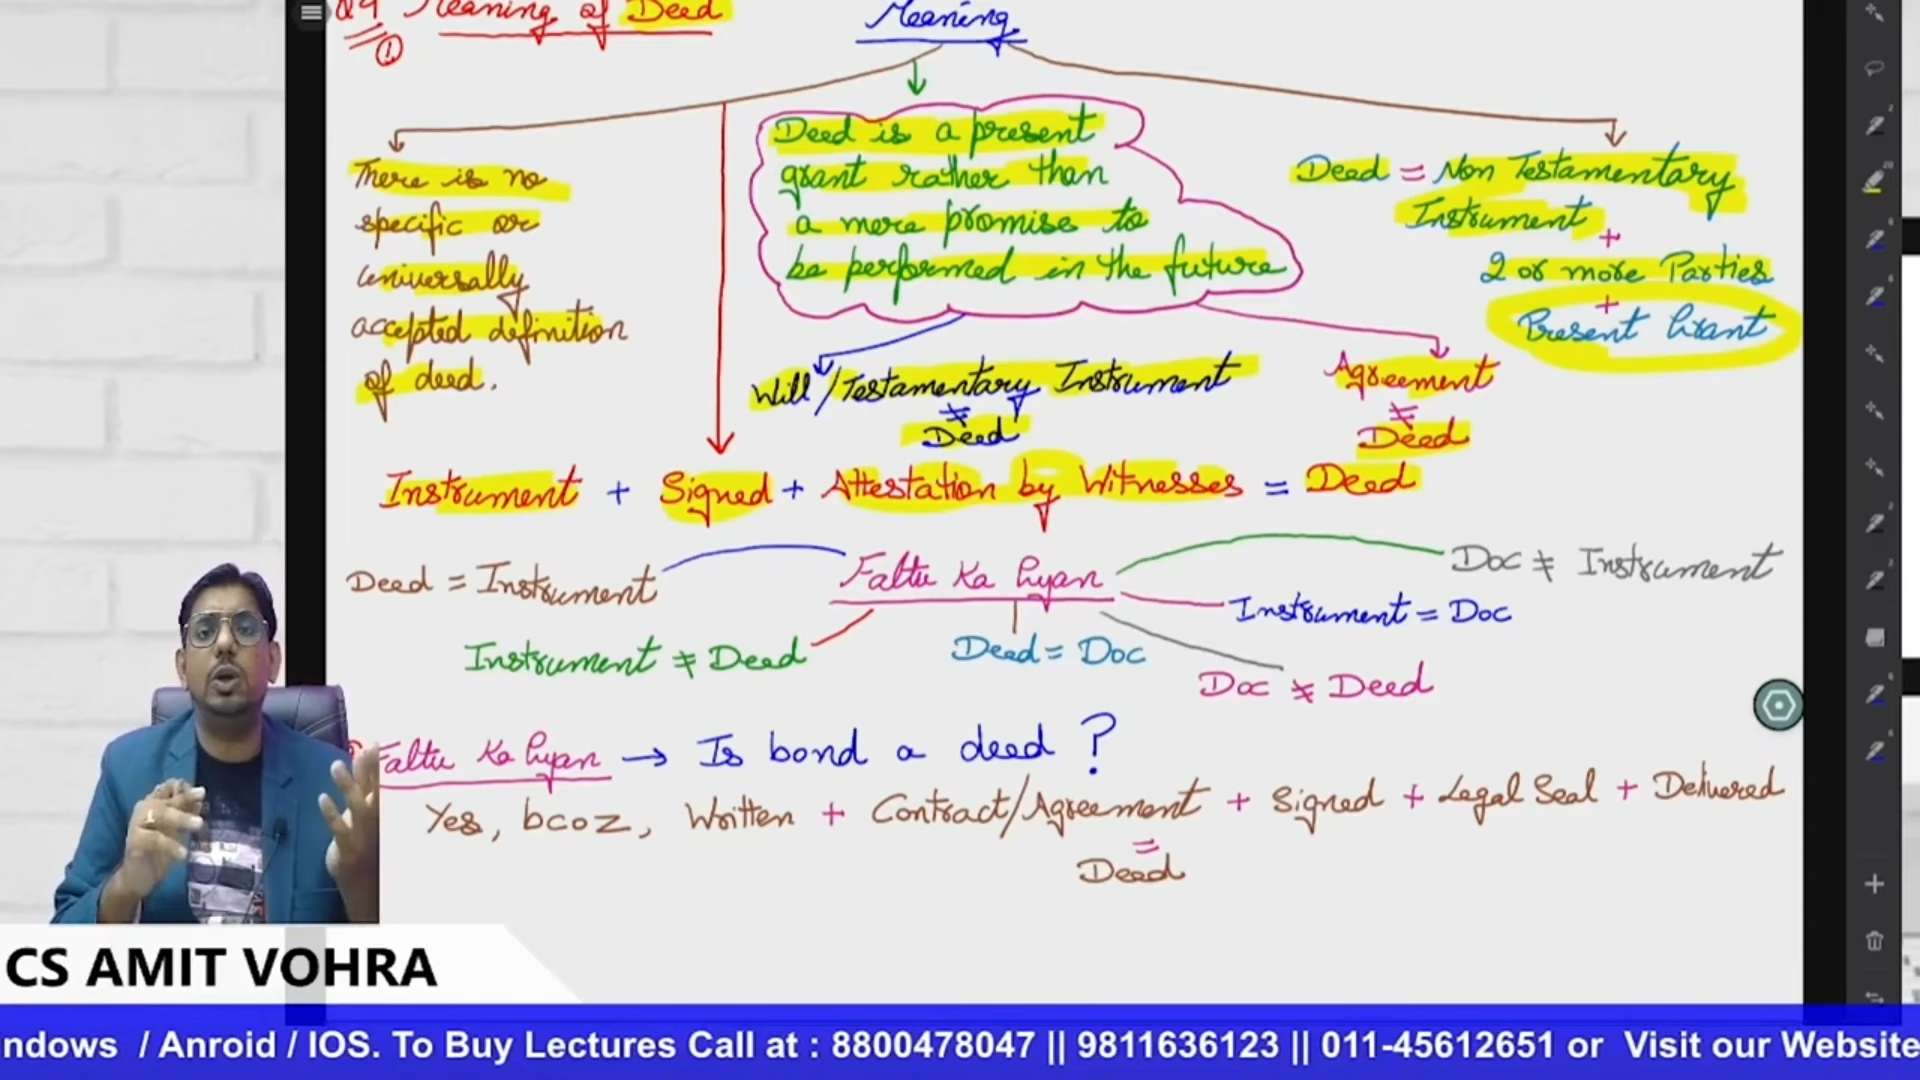 Q4 Meaning of Deed
①
Meaning
There is no
specific or
universally
accepted definition
of deed.
Deed is a present
grant rather than
a mere promise to
be performed in the future
Deed = Non Testamentary
Instrument
+
2 or more Parties
+
Present Grant
Will / Testamentary Instrument
≠
Deed
Agreement
≠
Deed
Instrument + Signed + Attestation by Witnesses = Deed
Faltu Ka Gyan
Deed = Instrument
Doc ≠ Instrument
Instrument = Doc
Instrument ≠ Deed
Deed = Doc
Doc ≠ Deed
Faltu Ka Gyan → Is bond a deed ?
Yes, bcoz, Written + Contract/Agreement + Signed + Legal Seal + Delivered
=
Deed
CS AMIT VOHRA
ndows / Anroid / IOS. To Buy Lectures Call at : 8800478047 || 9811636123 || 011-45612651 or Visit our Website